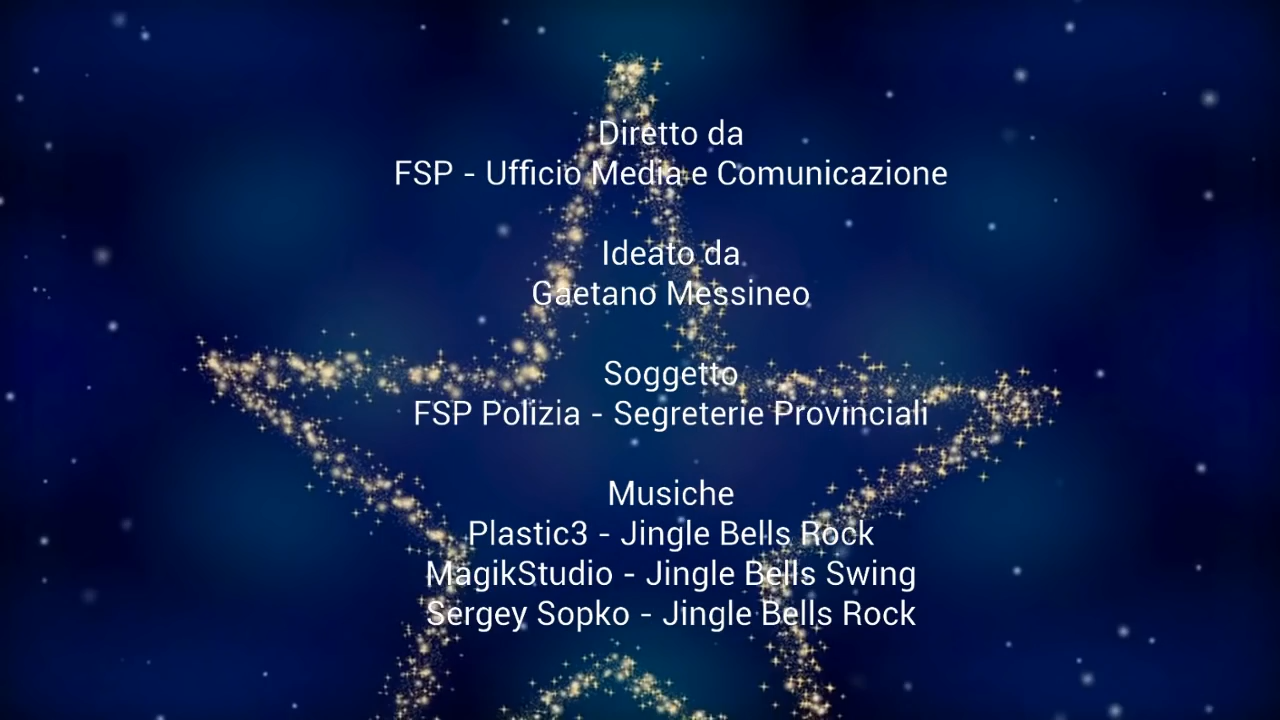 Diretto da
FSP - Ufficio Media e Comunicazione
Ideato da
Gaetano Messineo
Soggetto
FSP Polizia - Segreterie Provinciali
Musiche
Plastic3 - Jingle Bells Rock
MagikStudio - Jingle Bells Swing
Sergey Sopko - Jingle Bells Rock